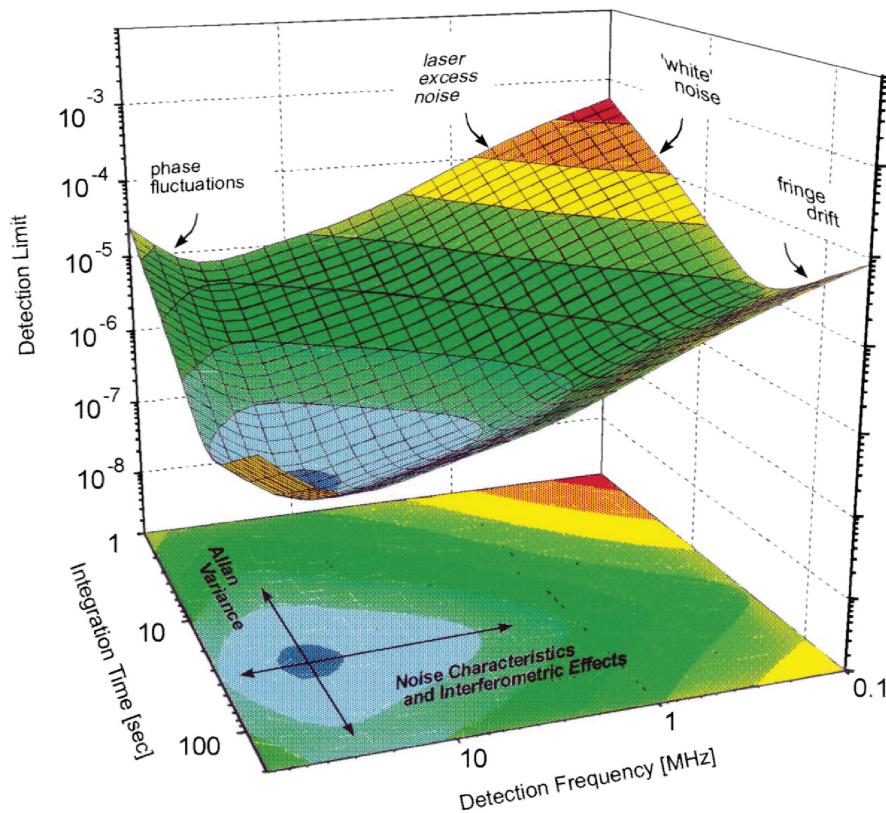 laser
excess
noise
'white'
noise
phase
fluctuations
fringe
drift
Detection Limit
10⁻³
10⁻⁴
10⁻⁵
10⁻⁶
10⁻⁷
10⁻⁸
1
10
100
Integration Time [sec]
Allan
Variance
Noise Characteristics
and Interferometric Effects
10
1
0.1
Detection Frequency [MHz]